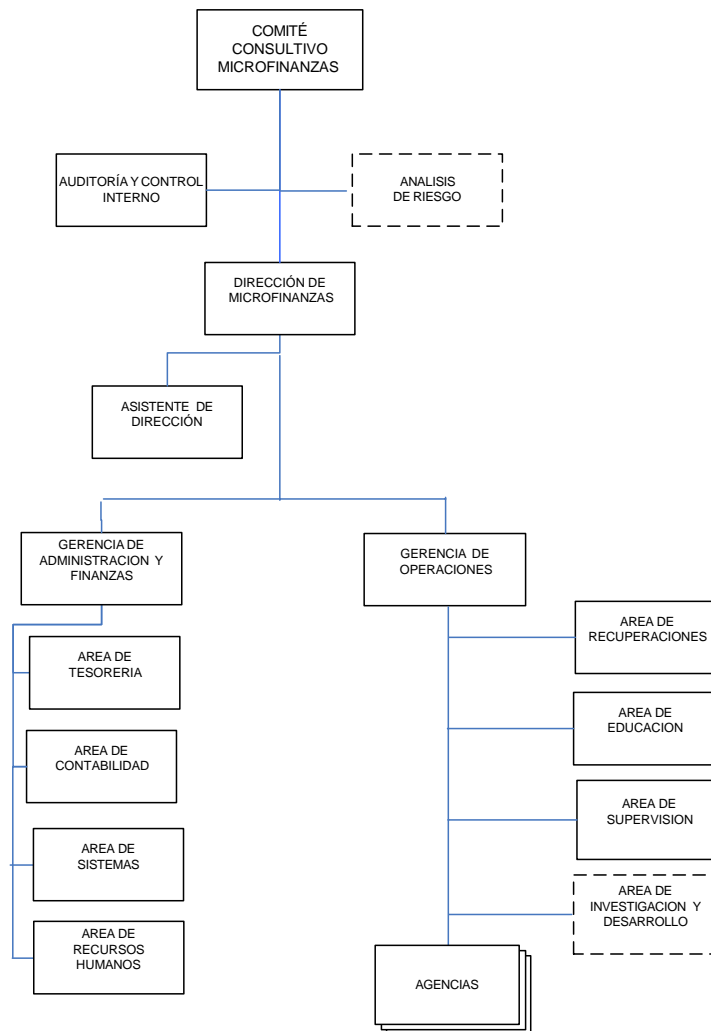 COMITÉ
CONSULTIVO
MICROFINANZAS
AUDITORÍA Y CONTROL
INTERNO
ANALISIS
DE RIESGO
DIRECCIÓN DE
MICROFINANZAS
ASISTENTE DE
DIRECCIÓN
GERENCIA DE
ADMINISTRACION Y
FINANZAS
GERENCIA DE
OPERACIONES
AREA DE
TESORERIA
AREA DE
CONTABILIDAD
AREA DE
SISTEMAS
AREA DE
RECURSOS
HUMANOS
AREA DE
RECUPERACIONES
AREA DE
EDUCACION
AREA DE
SUPERVISION
AREA DE
INVESTIGACION Y
DESARROLLO
AGENCIAS